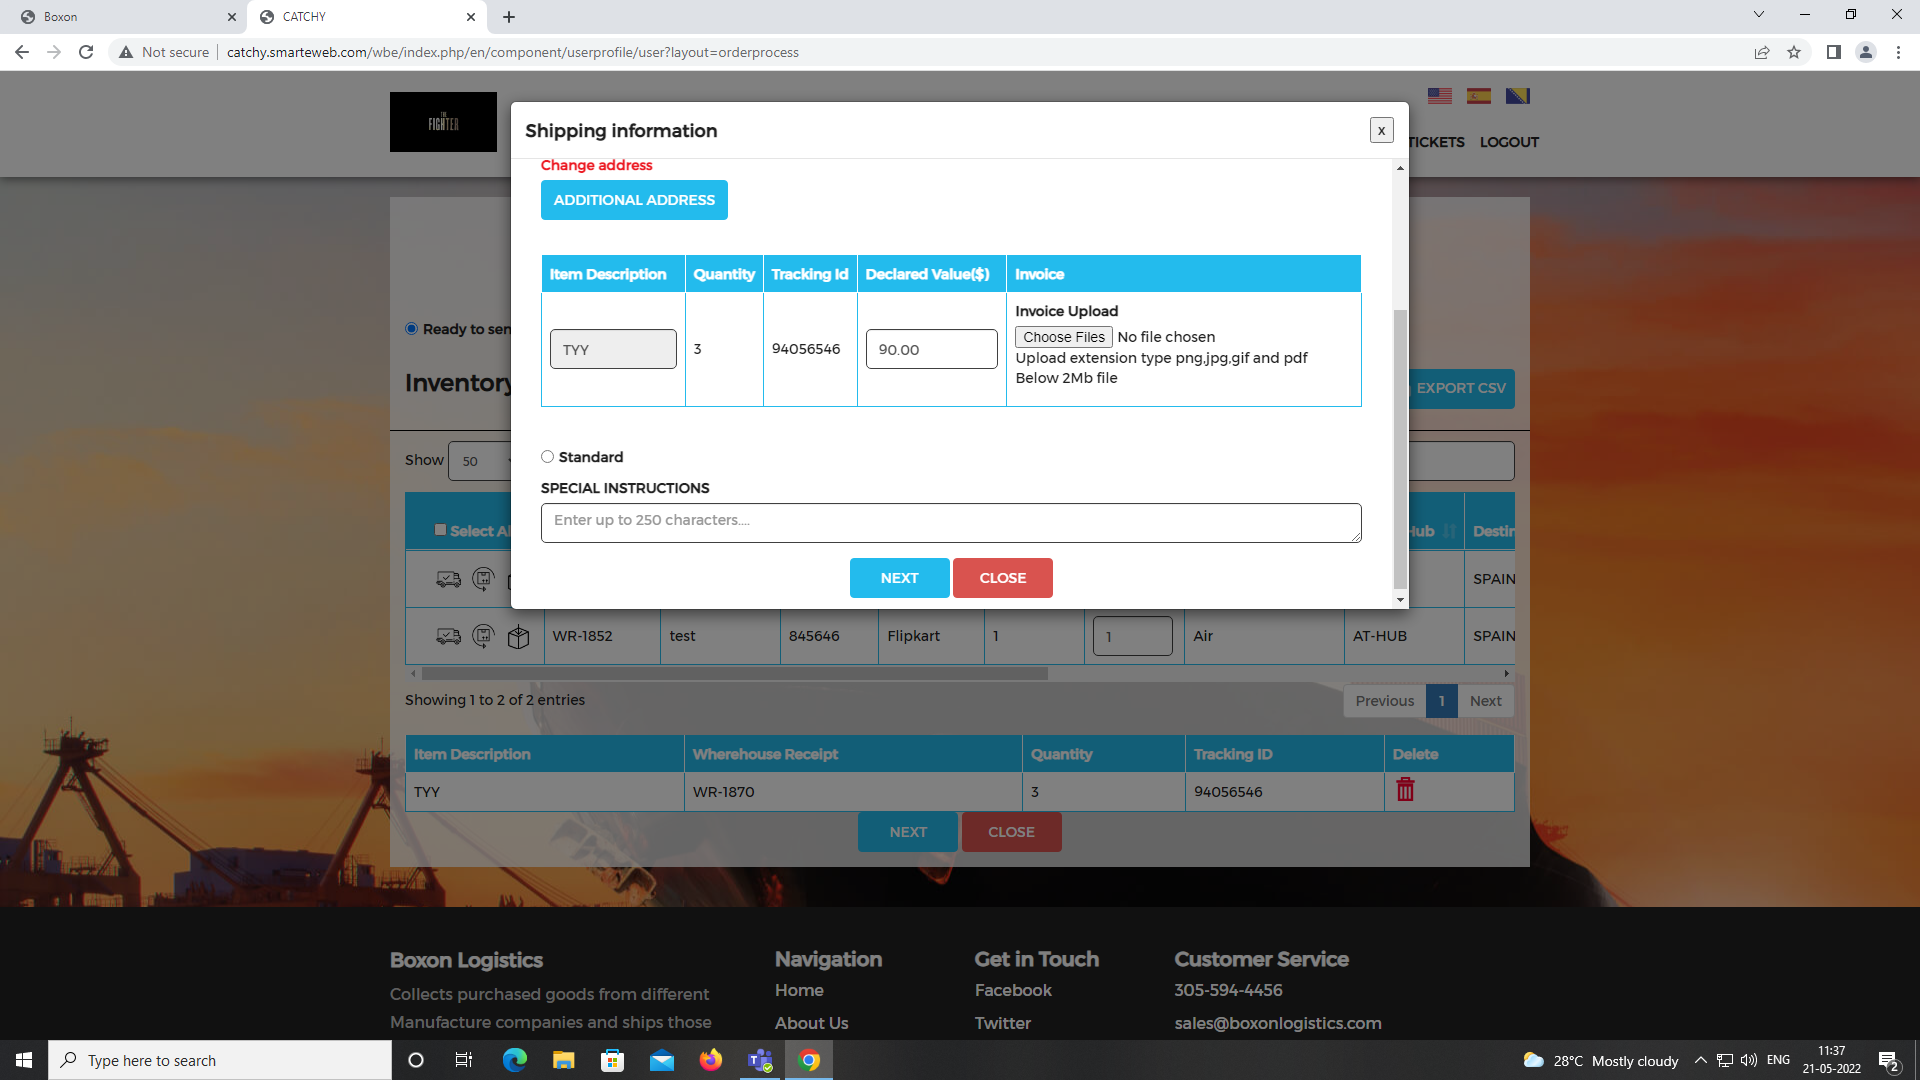 Boxon
CATCHY
Not secure
catchy.smarteweb.com/wbe/index.php/en/component/userprofile/user?layout=orderprocess
THE
FIGHTER
TICKETS LOGOUT
Shipping information
x
Change address
ADDITIONAL ADDRESS
Item Description Quantity Tracking Id Declared Value($) Invoice
TYY 3 94056546 90.00
Invoice Upload
Choose Files No file chosen
Upload extension type png,jpg,gif and pdf
Below 2Mb file
Standard
SPECIAL INSTRUCTIONS
Enter up to 250 characters....
NEXT CLOSE
Ready to sen
Inventory
EXPORT CSV
Show 50
Select Al Hub Destin
SPAIN
WR-1852 test 845646 Flipkart 1 1 Air AT-HUB SPAIN
Showing 1 to 2 of 2 entries
Previous 1 Next
Item Description Wherehouse Receipt Quantity Tracking ID Delete
TYY WR-1870 3 94056546
NEXT CLOSE
Boxon Logistics
Collects purchased goods from different
Manufacture companies and ships those
Navigation
Home
About Us
Get in Touch
Facebook
Twitter
Customer Service
305-594-4456
sales@boxonlogistics.com
Type here to search
28°C Mostly cloudy
ENG
11:37
21-05-2022
2